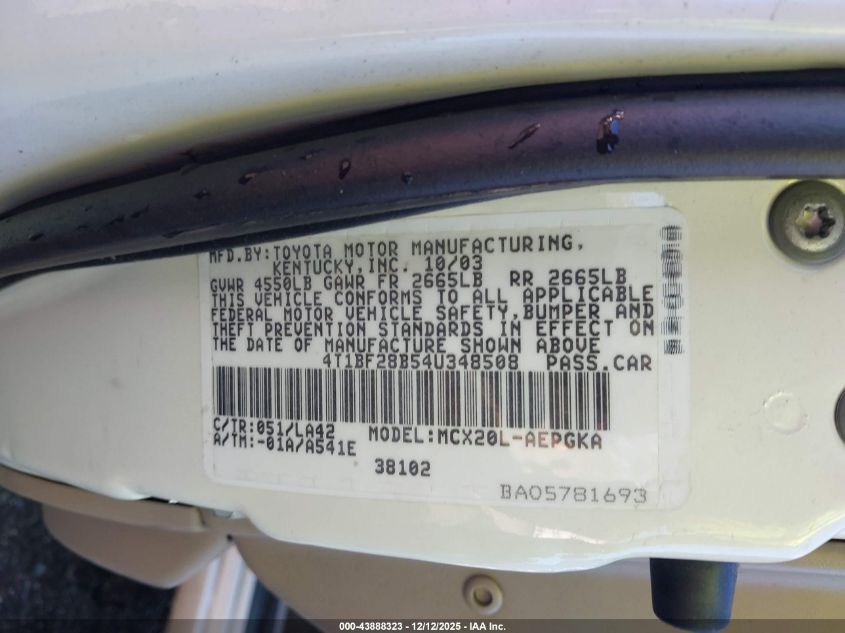 MFD.BY:TOYOTA MOTOR MANUFACTURING,
KENTUCKY,INC. 10/03
GVWR 4550LB GAWR FR 2665LB RR 2665LB
THIS VEHICLE CONFORMS TO ALL APPLICABLE
FEDERAL MOTOR VEHICLE SAFETY,BUMPER AND
THEFT PREVENTION STANDARDS IN EFFECT ON
THE DATE OF MANUFACTURE SHOWN ABOVE
4T1BF28B54U348508 PASS.CAR
C/TR:051/LA42 MODEL:MCX20L-AEPGKA
A/TM:-01A/A541E
38102
BA05781693
000-43888323 - 12/12/2025 - IAA Inc.